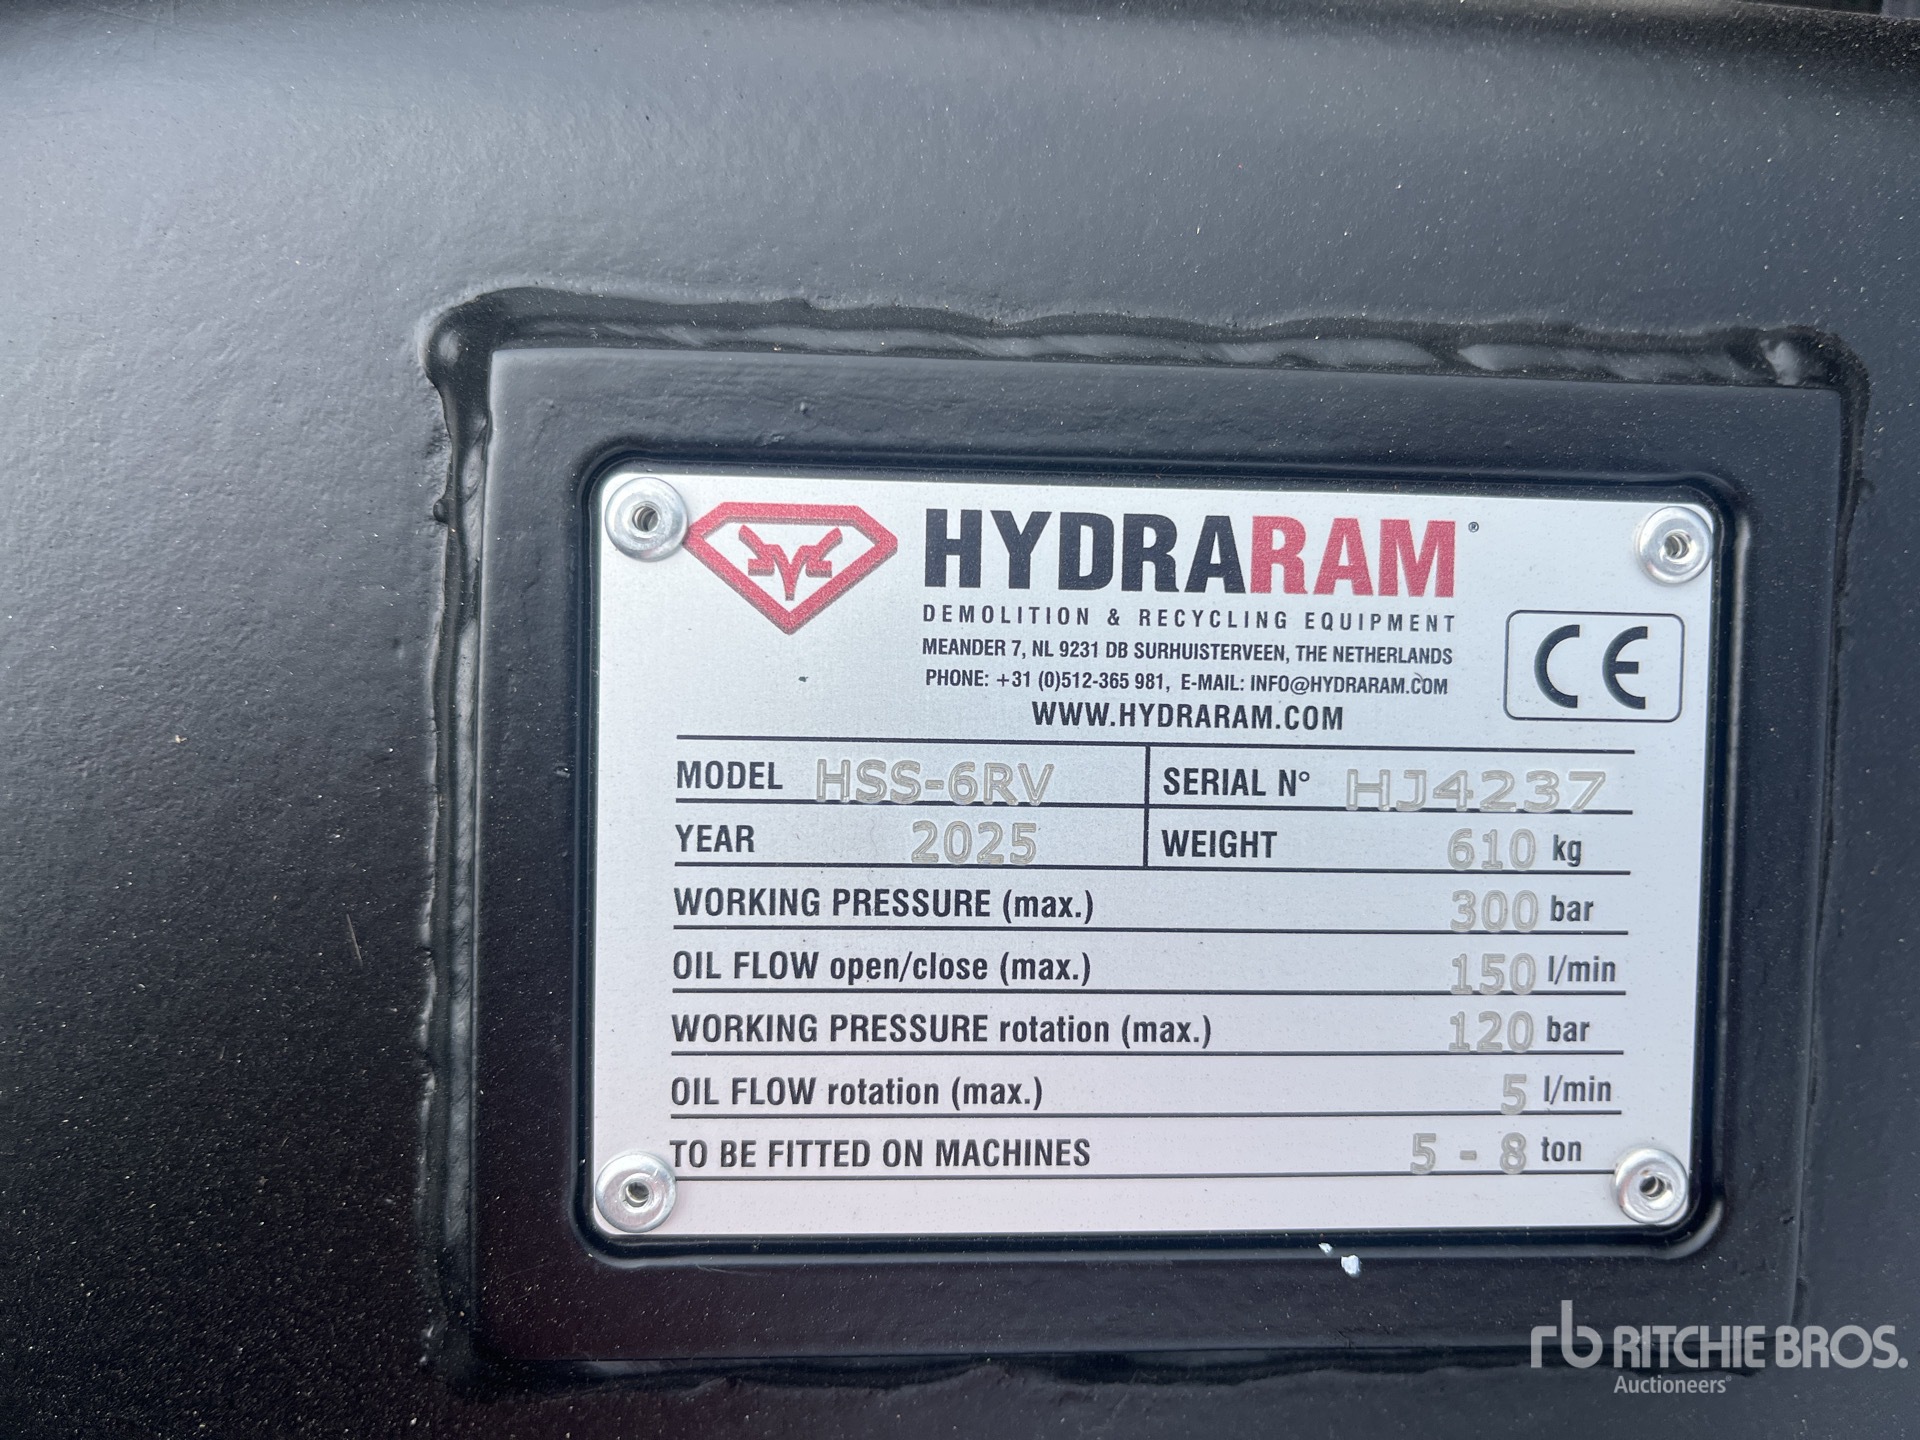 HYDRARAM®
DEMOLITION & RECYCLING EQUIPMENT
MEANDER 7, NL 9231 DB SURHUISTERVEEN, THE NETHERLANDS
PHONE: +31 (0)512-365 981, E-MAIL: INFO@HYDRARAM.COM
WWW.HYDRARAM.COM
CE
MODEL HSS-6RV SERIAL N° HJ4237
YEAR 2025 WEIGHT 610 kg
WORKING PRESSURE (max.) 300 bar
OIL FLOW open/close (max.) 150 l/min
WORKING PRESSURE rotation (max.) 120 bar
OIL FLOW rotation (max.) 5 l/min
TO BE FITTED ON MACHINES 5 - 8 ton
rb RITCHIE BROS.
Auctioneers